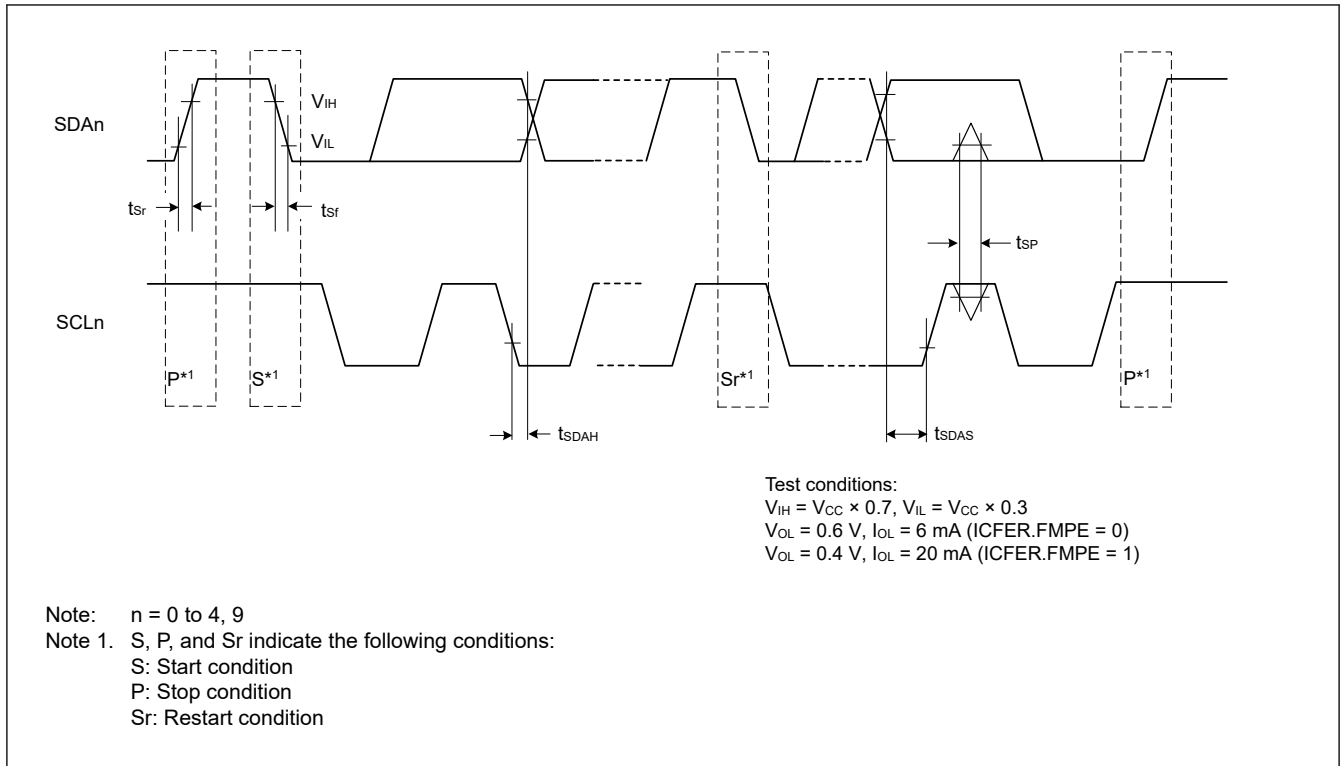 SDAn
VIH
VIL
tSr
tSf
tSP
SCLn
P*1
S*1
Sr*1
P*1
tSDAH
tSDAS
Test conditions:
VIH = VCC × 0.7, VIL = VCC × 0.3
VOL = 0.6 V, IOL = 6 mA (ICFER.FMPE = 0)
VOL = 0.4 V, IOL = 20 mA (ICFER.FMPE = 1)
Note: n = 0 to 4, 9
Note 1. S, P, and Sr indicate the following conditions:
S: Start condition
P: Stop condition
Sr: Restart condition